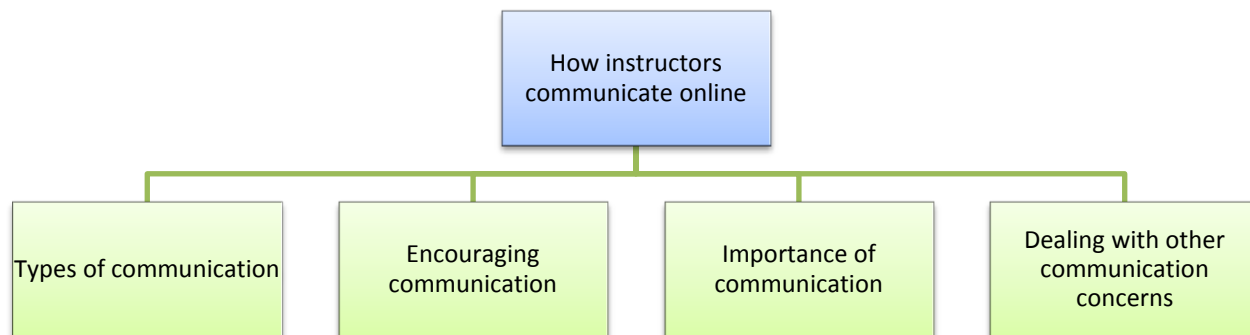 How instructors
communicate online
Types of communication
Encouraging
communication
Importance of
communication
Dealing with other
communication
concerns